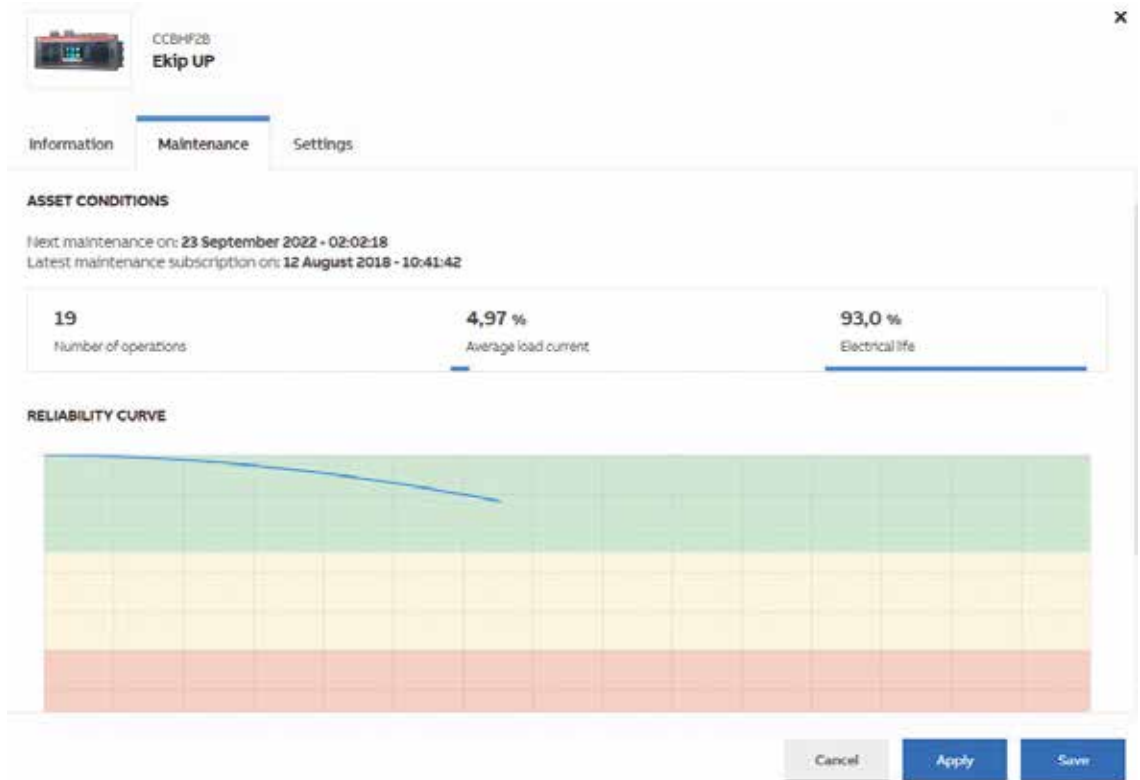 ×
CCBHF2B
Ekip UP
Information Maintenance Settings
ASSET CONDITIONS
Next maintenance on: 23 September 2022 - 02:02:18
Latest maintenance subscription on: 12 August 2018 - 10:41:42
19 4,97 % 93,0 %
Number of operations Average load current Electrical life
RELIABILITY CURVE
Cancel Apply Save